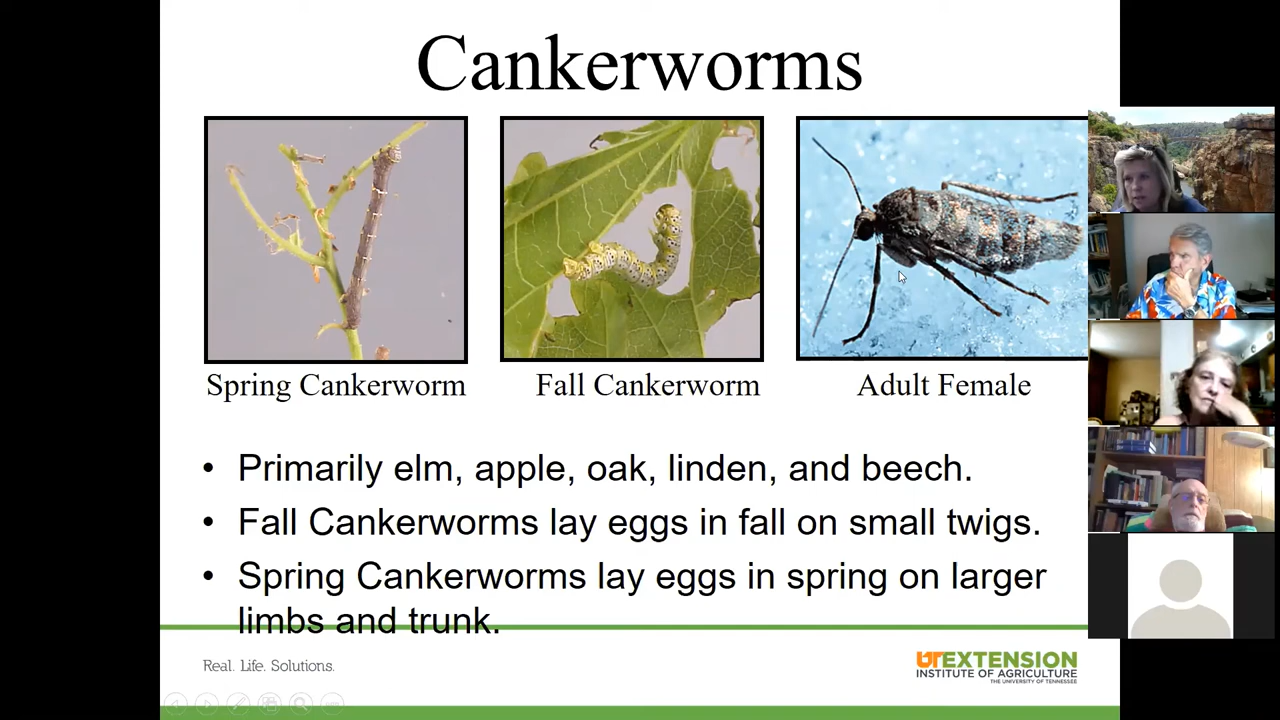 Cankerworms
Spring Cankerworm
Fall Cankerworm
Adult Female
• Primarily elm, apple, oak, linden, and beech.
• Fall Cankerworms lay eggs in fall on small twigs.
• Spring Cankerworms lay eggs in spring on larger
limbs and trunk.
Real. Life. Solutions.
UT EXTENSION
INSTITUTE OF AGRICULTURE
THE UNIVERSITY OF TENNESSEE